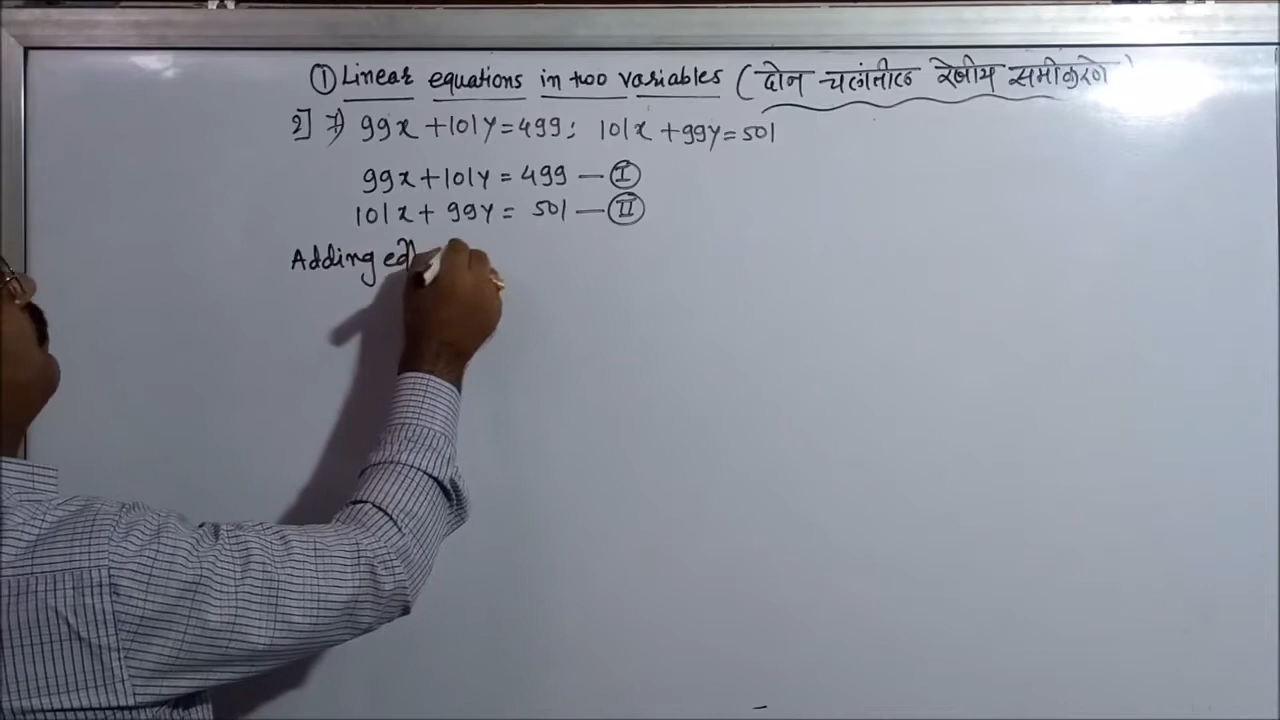 ① Linear equations in two variables (दोन चलांतील रेषीय समीकरणे)
2] 7) 99x + 101y = 499; 101x + 99y = 501
99x + 101y = 499 — Ⅰ
101x + 99y = 501 — Ⅱ
Adding eqn